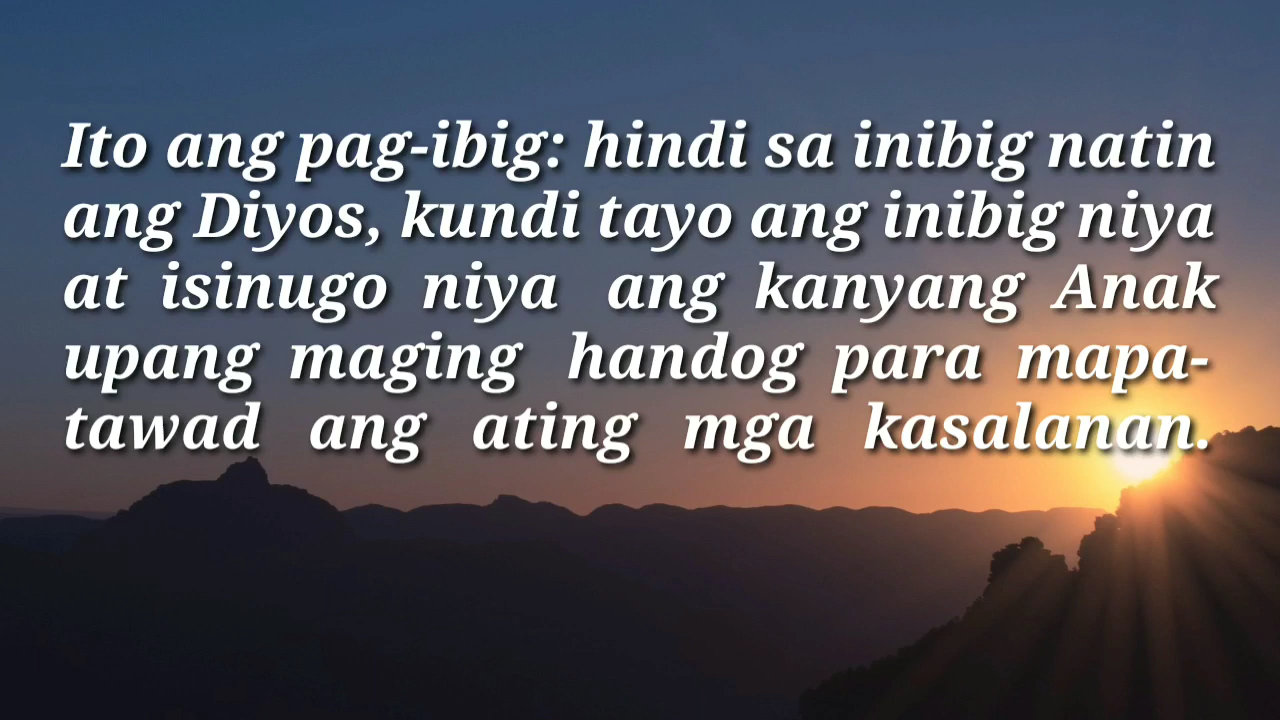 Ito ang pag-ibig: hindi sa inibig natin
ang Diyos, kundi tayo ang inibig niya
at isinugo niya ang kanyang Anak
upang maging handog para mapa-
tawad ang ating mga kasalanan.